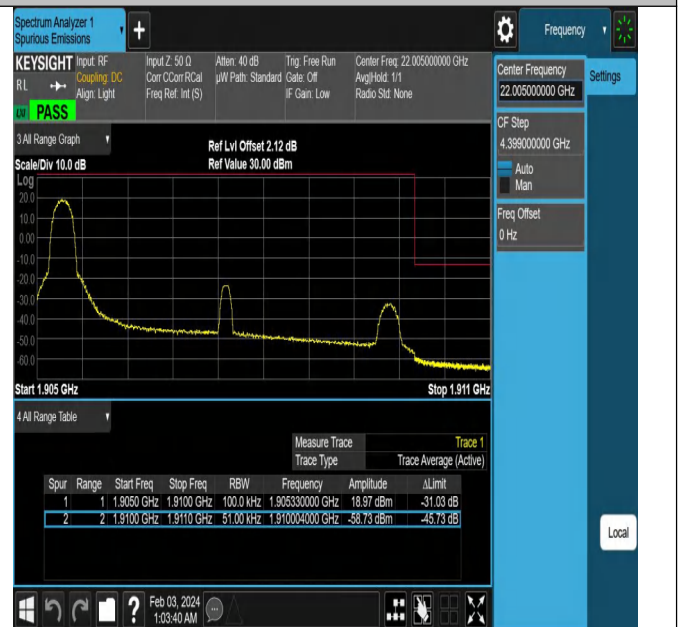 Spectrum Analyzer 1
Spurious Emissions
+
Frequency
KEYSIGHT Input: RF
RL
Coupling: DC
Align: Light
Input Z: 50 Ω
Corr CCorr RCal
Freq Ref: Int (S)
Atten: 40 dB
µW Path: Standard
Trig: Free Run
Gate: Off
IF Gain: Low
Center Freq: 22.005000000 GHz
Avg|Hold: 1/1
Radio Std: None
PASS
Center Frequency
22.005000000 GHz
Settings
CF Step
4.399000000 GHz
Auto
Man
Freq Offset
0 Hz
3 All Range Graph
Scale/Div 10.0 dB
Ref Lvl Offset 2.12 dB
Ref Value 30.00 dBm
Log
20.0
10.0
0.00
-10.0
-20.0
-30.0
-40.0
-50.0
-60.0
Start 1.905 GHz
Stop 1.911 GHz
4 All Range Table
Measure Trace Trace 1
Trace Type Trace Average (Active)
Spur Range Start Freq Stop Freq RBW Frequency Amplitude ΔLimit
1 1 1.9050 GHz 1.9100 GHz 100.0 kHz 1.905330000 GHz 18.97 dBm -31.03 dB
2 2 1.9100 GHz 1.9110 GHz 51.00 kHz 1.910004000 GHz -58.73 dBm -45.73 dB
Local
?
Feb 03, 2024
1:03:40 AM